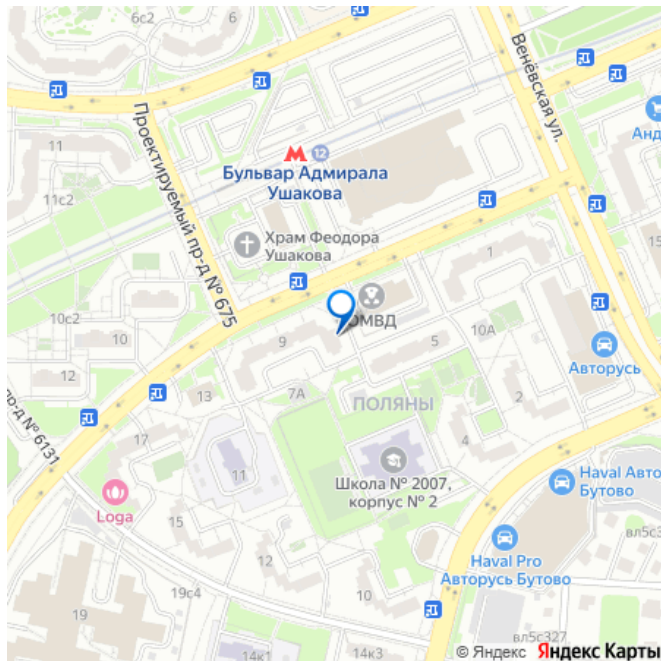 Венёвская ул.
Анд
Проектируемый пр-д № 675
11
11с2
12
Бульвар Адмирала
Ушакова
Храм Феодора
Ушакова
1
15
10с2
10
9
ОМВД
5
10А
Авторусь
12
13
7А
ПОЛЯНЫ
2
пр-д № 6131
17
11
4
Школа № 2007,
корпус № 2
Haval Авто
Бутово
Loga
15
12
10
Haval Pro
Авторусь Бутово
вл5с
19с4
19
14к1
14к3
вл5с327
© Яндекс Яндекс Карты